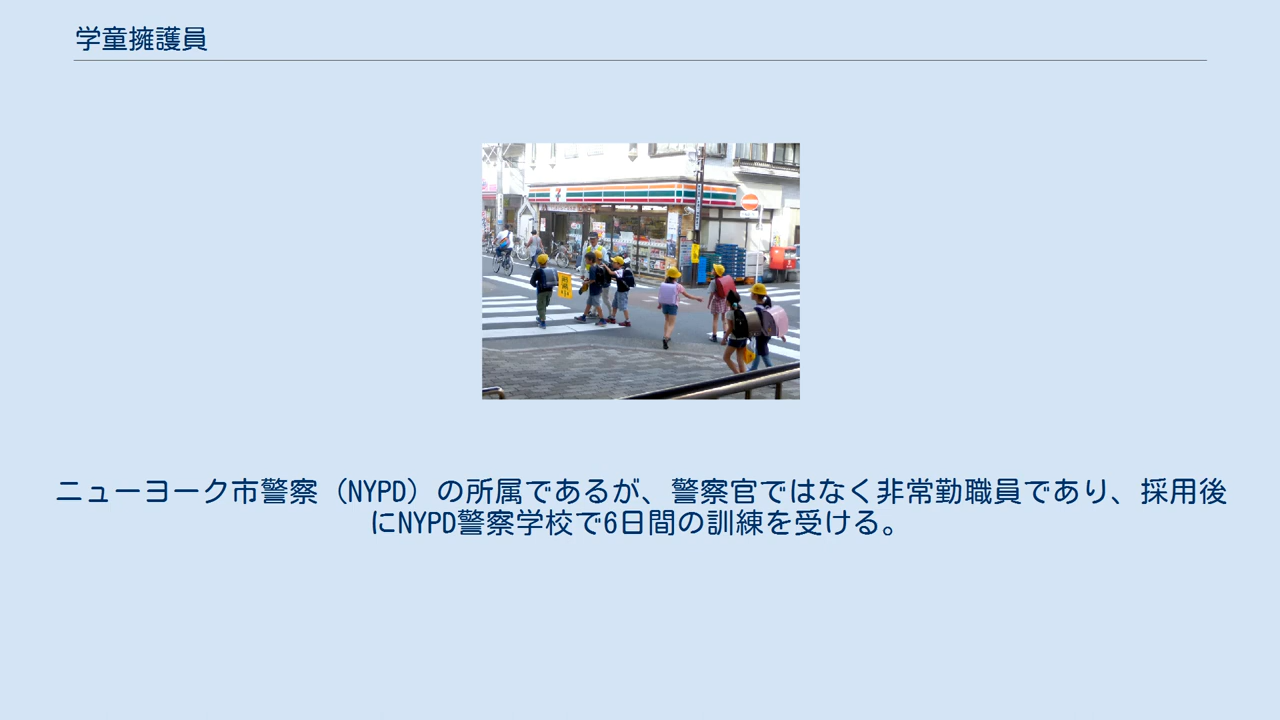 学童擁護員
7
ニューヨーク市警察（NYPD）の所属であるが、警察官ではなく非常勤職員であり、採用後
にNYPD警察学校で6日間の訓練を受ける。